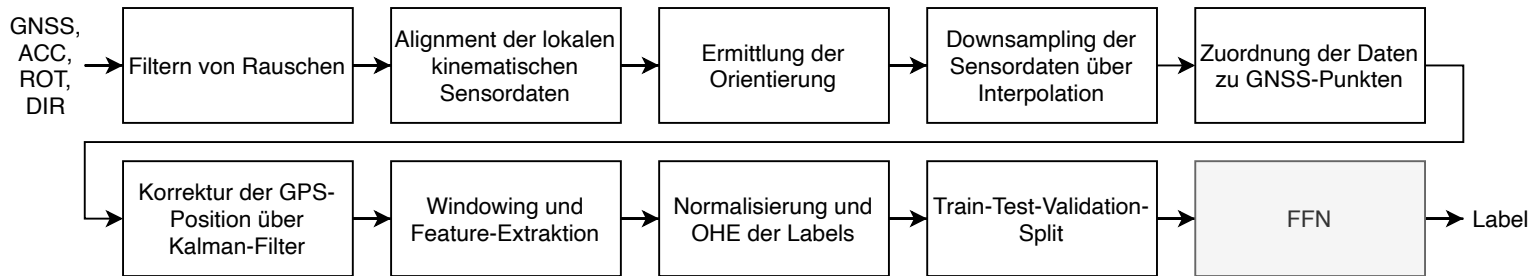 GNSS,
ACC,
ROT,
DIR
Filtern von Rauschen
Alignment der lokalen
kinematischen
Sensordaten
Ermittlung der
Orientierung
Downsampling der
Sensordaten über
Interpolation
Zuordnung der Daten
zu GNSS-Punkten
Korrektur der GPS-
Position über
Kalman-Filter
Windowing und
Feature-Extraktion
Normalisierung und
OHE der Labels
Train-Test-Validation-
Split
FFN
Label